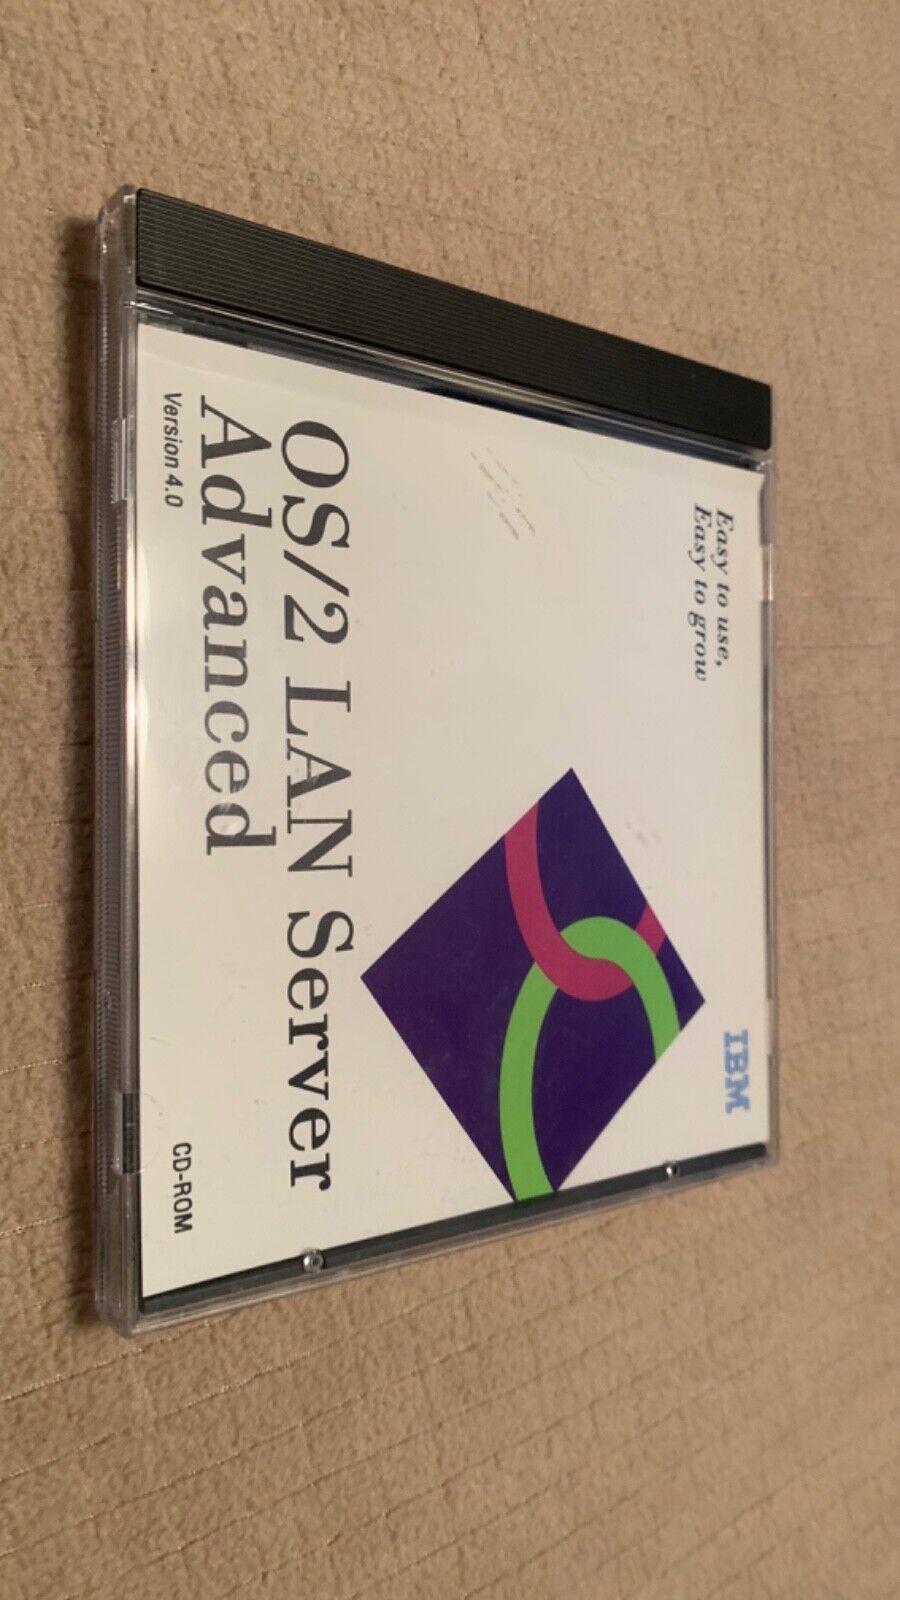 Easy to use,
Easy to grow
IBM
OS/2 LAN Server
Advanced
Version 4.0
CD-ROM